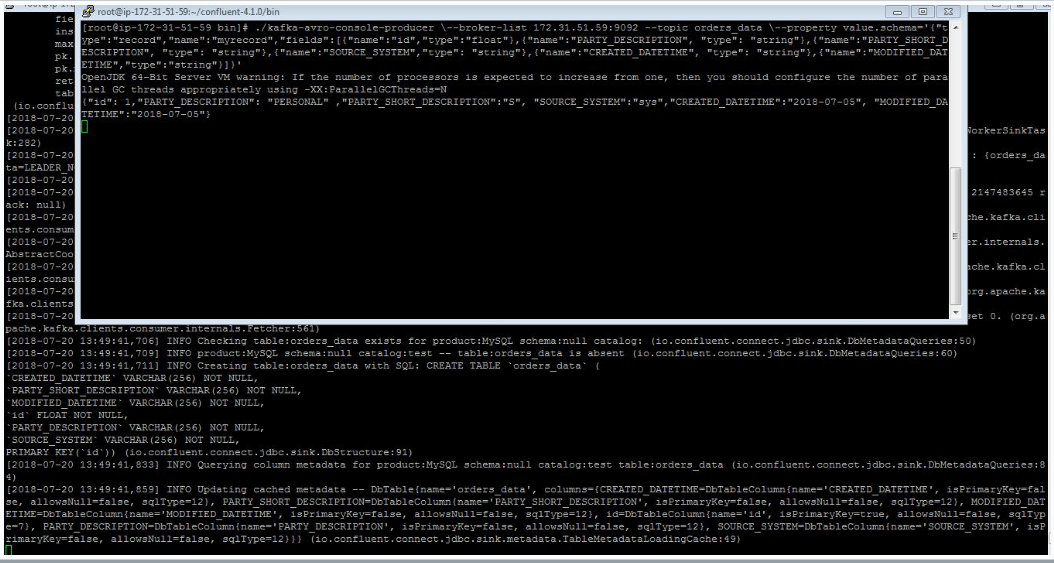 root@ip-172-31-51-59:~/confluent-4.1.0/bin
[root@ip-172-31-51-59 bin]# ./kafka-avro-console-producer \--broker-list 172.31.51.59:9092 --topic orders_data \--property value.schema='{"t
ype":"record","name":"myrecord","fields":[{"name":"id","type":"float"},{"name":"PARTY_DESCRIPTION", "type": "string"},{"name":"PARTY_SHORT_D
ESCRIPTION", "type": "string"},{"name":"SOURCE_SYSTEM","type": "string"},{"name":"CREATED_DATETIME", "type": "string"},{"name":"MODIFIED_DAT
ETIME","type":"string"}]}'
OpenJDK 64-Bit Server VM warning: If the number of processors is expected to increase from one, then you should configure the number of para
llel GC threads appropriately using -XX:ParallelGCThreads=N
{"id": 1,"PARTY_DESCRIPTION": "PERSONAL" ,"PARTY_SHORT_DESCRIPTION":"S", "SOURCE_SYSTEM":"sys","CREATED_DATETIME":"2018-07-05", "MODIFIED_DA
TETIME":"2018-07-05"}
fie
ins
max
pk.
pk.
ret
tab
(io.conflu
[2018-07-20
[2018-07-20 WorkerSinkTas
k:282)
[2018-07-20 : {orders_da
ta=LEADER_N
[2018-07-20
[2018-07-20 2147483645 r
ack: null)
[2018-07-20 che.kafka.cli
ents.consum
[2018-07-20 er.internals.
AbstractCoo
[2018-07-20 ache.kafka.cl
ients.consu
[2018-07-20 org.apache.ka
fka.clients
[2018-07-20 set 0. (org.a
pache.kafka.clients.consumer.internals.Fetcher:561)
[2018-07-20 13:49:41,706] INFO Checking table:orders_data exists for product:MySQL schema:null catalog: (io.confluent.connect.jdbc.sink.DbMetadataQueries:50)
[2018-07-20 13:49:41,709] INFO product:MySQL schema:null catalog:test -- table:orders_data is absent (io.confluent.connect.jdbc.sink.DbMetadataQueries:60)
[2018-07-20 13:49:41,711] INFO Creating table:orders_data with SQL: CREATE TABLE `orders_data` (
`CREATED_DATETIME` VARCHAR(256) NOT NULL,
`PARTY_SHORT_DESCRIPTION` VARCHAR(256) NOT NULL,
`MODIFIED_DATETIME` VARCHAR(256) NOT NULL,
`id` FLOAT NOT NULL,
`PARTY_DESCRIPTION` VARCHAR(256) NOT NULL,
`SOURCE_SYSTEM` VARCHAR(256) NOT NULL,
PRIMARY KEY(`id`)) (io.confluent.connect.jdbc.sink.DbStructure:91)
[2018-07-20 13:49:41,833] INFO Querying column metadata for product:MySQL schema:null catalog:test table:orders_data (io.confluent.connect.jdbc.sink.DbMetadataQueries:8
4)
[2018-07-20 13:49:41,859] INFO Updating cached metadata -- DbTable{name='orders_data', columns={CREATED_DATETIME=DbTableColumn{name='CREATED_DATETIME', isPrimaryKey=fal
se, allowsNull=false, sqlType=12}, PARTY_SHORT_DESCRIPTION=DbTableColumn{name='PARTY_SHORT_DESCRIPTION', isPrimaryKey=false, allowsNull=false, sqlType=12}, MODIFIED_DAT
ETIME=DbTableColumn{name='MODIFIED_DATETIME', isPrimaryKey=false, allowsNull=false, sqlType=12}, id=DbTableColumn{name='id', isPrimaryKey=true, allowsNull=false, sqlTyp
e=7}, PARTY_DESCRIPTION=DbTableColumn{name='PARTY_DESCRIPTION', isPrimaryKey=false, allowsNull=false, sqlType=12}, SOURCE_SYSTEM=DbTableColumn{name='SOURCE_SYSTEM', isP
rimaryKey=false, allowsNull=false, sqlType=12}}} (io.confluent.connect.jdbc.sink.metadata.TableMetadataLoadingCache:49)